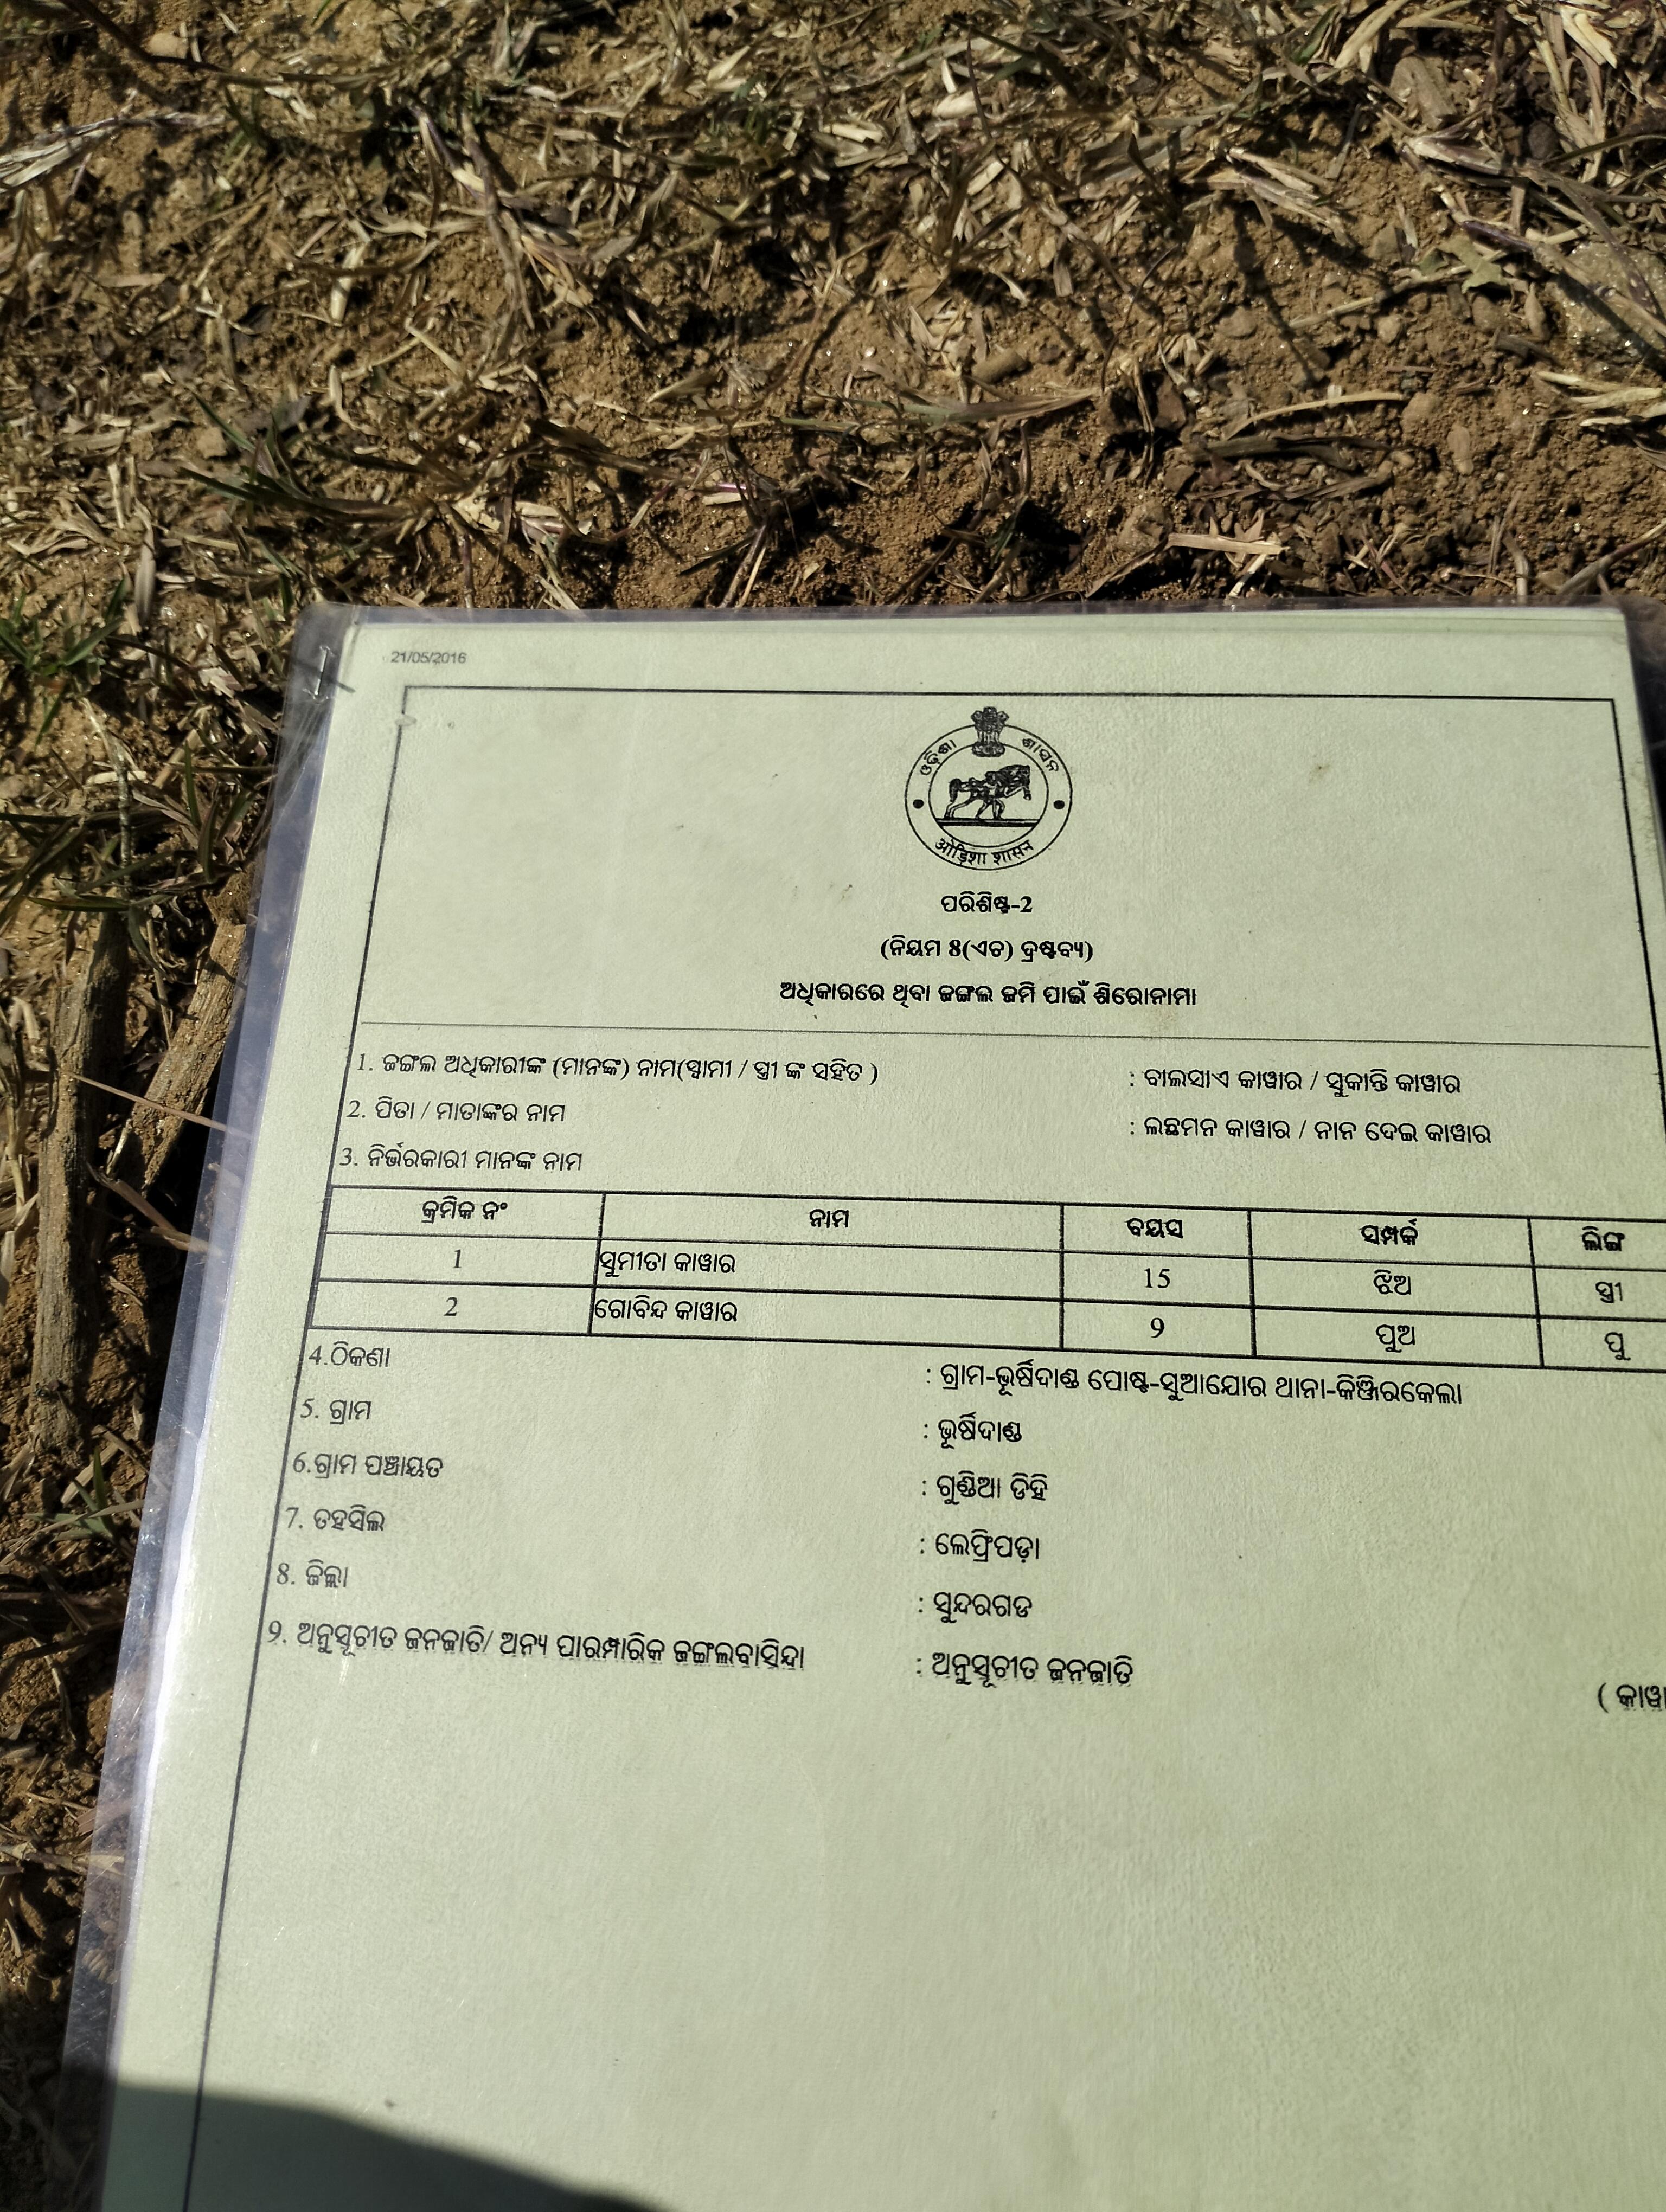 21/05/2016
ଓଡ଼ିଶା ଶାସନ
ओड़िशा शासन
ପରିଶିଷ୍ଟ-2
(ନିୟମ ୫(ଏଚ) ଦ୍ରଷ୍ଟବ୍ୟ)
ଅଧିକାରରେ ଥିବା ଜଙ୍ଗଲ ଜମି ପାଇଁ ଶିରୋନାମା
1. ଜଙ୍ଗଲ ଅଧିକାରୀଙ୍କ (ମାନଙ୍କ) ନାମ(ସ୍ୱାମୀ / ସ୍ତ୍ରୀ ଙ୍କ ସହିତ ) : ବାଲସାଏ କାୱାର / ସୁକାନ୍ତି କାୱାର
2. ପିତା / ମାତାଙ୍କର ନାମ : ଲଛମନ କାୱାର / ନାନ ଦେଇ କାୱାର
3. ନିର୍ଭରକାରୀ ମାନଙ୍କ ନାମ
କ୍ରମିକ ନଂ ନାମ ବୟସ ସମ୍ପର୍କ ଲିଙ୍ଗ
1 ସୁମୀତା କାୱାର 15 ଝିଅ ସ୍ତ୍ରୀ
2 ଗୋବିନ୍ଦ କାୱାର 9 ପୁଅ ପୁ
4.ଠିକଣା : ଗ୍ରାମ-ଭୂର୍ଷିଦାଣ୍ଡ ପୋଷ୍ଟ-ସୁଆଯୋର ଥାନା-କିଞ୍ଜିରକେଲା
5. ଗ୍ରାମ : ଭୂର୍ଷିଦାଣ୍ଡ
6.ଗ୍ରାମ ପଞ୍ଚାୟତ : ଗୁଣ୍ଡିଆ ଡିହି
7. ତହସିଲ : ଲେଫ୍ରିପଡ଼ା
8. ଜିଲ୍ଲା : ସୁନ୍ଦରଗଡ
9. ଅନୁସୂଚୀତ ଜନଜାତି/ ଅନ୍ୟ ପାରମ୍ପାରିକ ଜଙ୍ଗଲବାସିନ୍ଦା : ଅନୁସୂଚୀତ ଜନଜାତି
( କାୱା